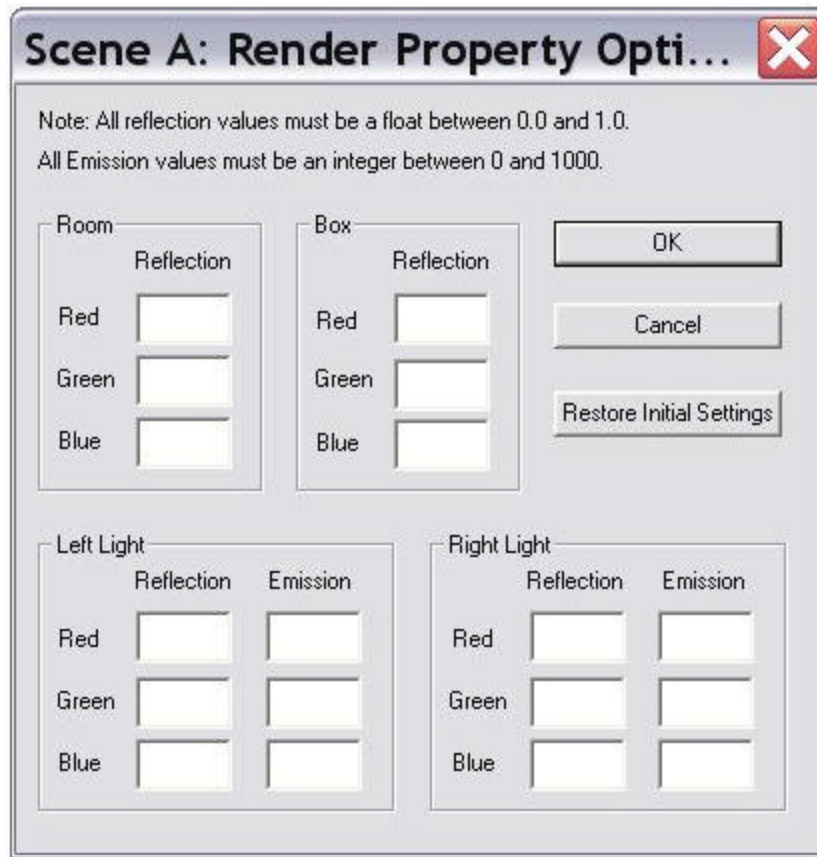 Scene A: Render Property Opti...
Note: All reflection values must be a float between 0.0 and 1.0.
All Emission values must be an integer between 0 and 1000.
Room
Reflection
Red
Green
Blue
Box
Reflection
Red
Green
Blue
OK
Cancel
Restore Initial Settings
Left Light
Reflection Emission
Red
Green
Blue
Right Light
Reflection Emission
Red
Green
Blue